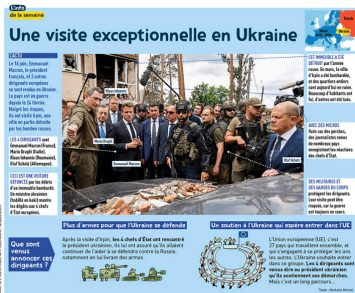 L'info
de la semaine
Une visite exceptionnelle en Ukraine
Russie
Ukraine
L'ACTU
Le 16 juin, Emmanuel
Macron, le président
français, et 3 autres
dirigeants européens
se sont rendus en Ukraine.
Le pays est en guerre
depuis le 24 février.
Malgré les risques,
ils ont visité Irpin, une
ville en partie détruite
par les bombes russes.
LES 4 DIRIGEANTS sont
Emmanuel Macron (France),
Mario Draghi (Italie),
Klaus Iohannis (Roumanie),
Olaf Scholz (Allemagne).
CECI EST UNE VOITURE
DÉFONCÉE par les débris
d'un immeuble bombardé.
Un ministre ukrainien
(habillé en kaki) montre
les dégâts aux 4 chefs
d'État européens.
Klaus Iohannis
Mario Draghi
Emmanuel Macron
Olaf Scholz
CET IMMEUBLE A ÉTÉ
DÉTRUIT par l'armée
russe. En mars, la ville
d'Irpin a été bombardée,
et des quartiers entiers
sont aujourd'hui en ruine.
Beaucoup d'habitants ont
fui, d'autres ont été tués.
AVEC DES MICROS
fixés sur des perches,
des journalistes
enregistrent les réactions
des chefs d'État.
DES MILITAIRES ET
DES GARDES DU CORPS
protègent les dirigeants.
Leur visite peut être
risquée, car la guerre
est toujours en cours.
Que sont
venus
annoncer ces
dirigeants ?
Plus d'armes pour que l'Ukraine se défende
Après la visite d'Irpin, les 4 chefs d'État ont rencontré
le président ukrainien. Ils lui ont assuré qu'ils allaient
continuer de l'aider à se défendre contre la Russie,
notamment en lui livrant des armes.
Un soutien à l'Ukraine qui espère entrer dans l'UE
L'Union européenne (UE), c'est
27 pays qui travaillent ensemble, et
qui s'engagent à se protéger les uns
les autres. L'Ukraine souhaite entrer
dans ce groupe. Les 4 dirigeants sont
venus dire au président ukrainien
qu'ils soutiennent ses démarches.
Mais c'est un long parcours...